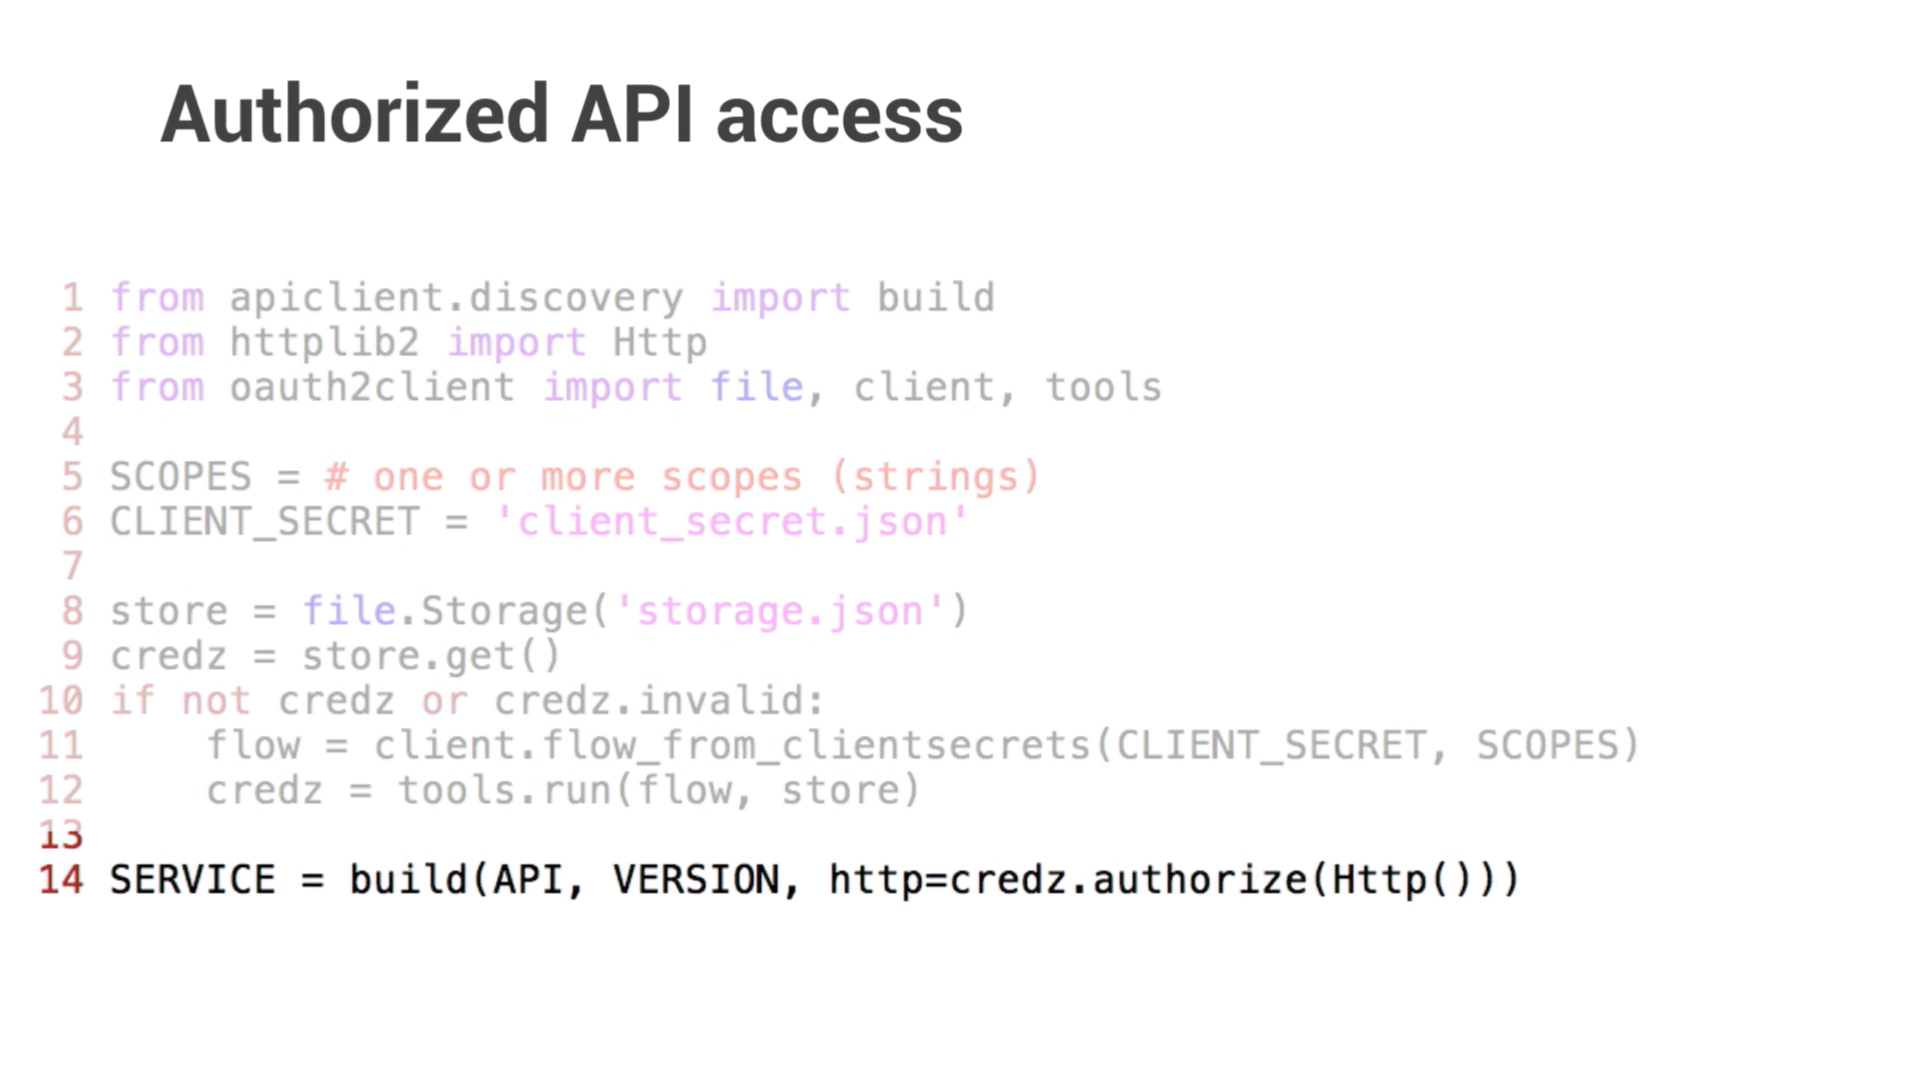 Authorized API access
1 from apiclient.discovery import build
2 from httplib2 import Http
3 from oauth2client import file, client, tools
4
5 SCOPES = # one or more scopes (strings)
6 CLIENT_SECRET = 'client_secret.json'
7
8 store = file.Storage('storage.json')
9 credz = store.get()
10 if not credz or credz.invalid:
11     flow = client.flow_from_clientsecrets(CLIENT_SECRET, SCOPES)
12     credz = tools.run(flow, store)
13
14 SERVICE = build(API, VERSION, http=credz.authorize(Http()))